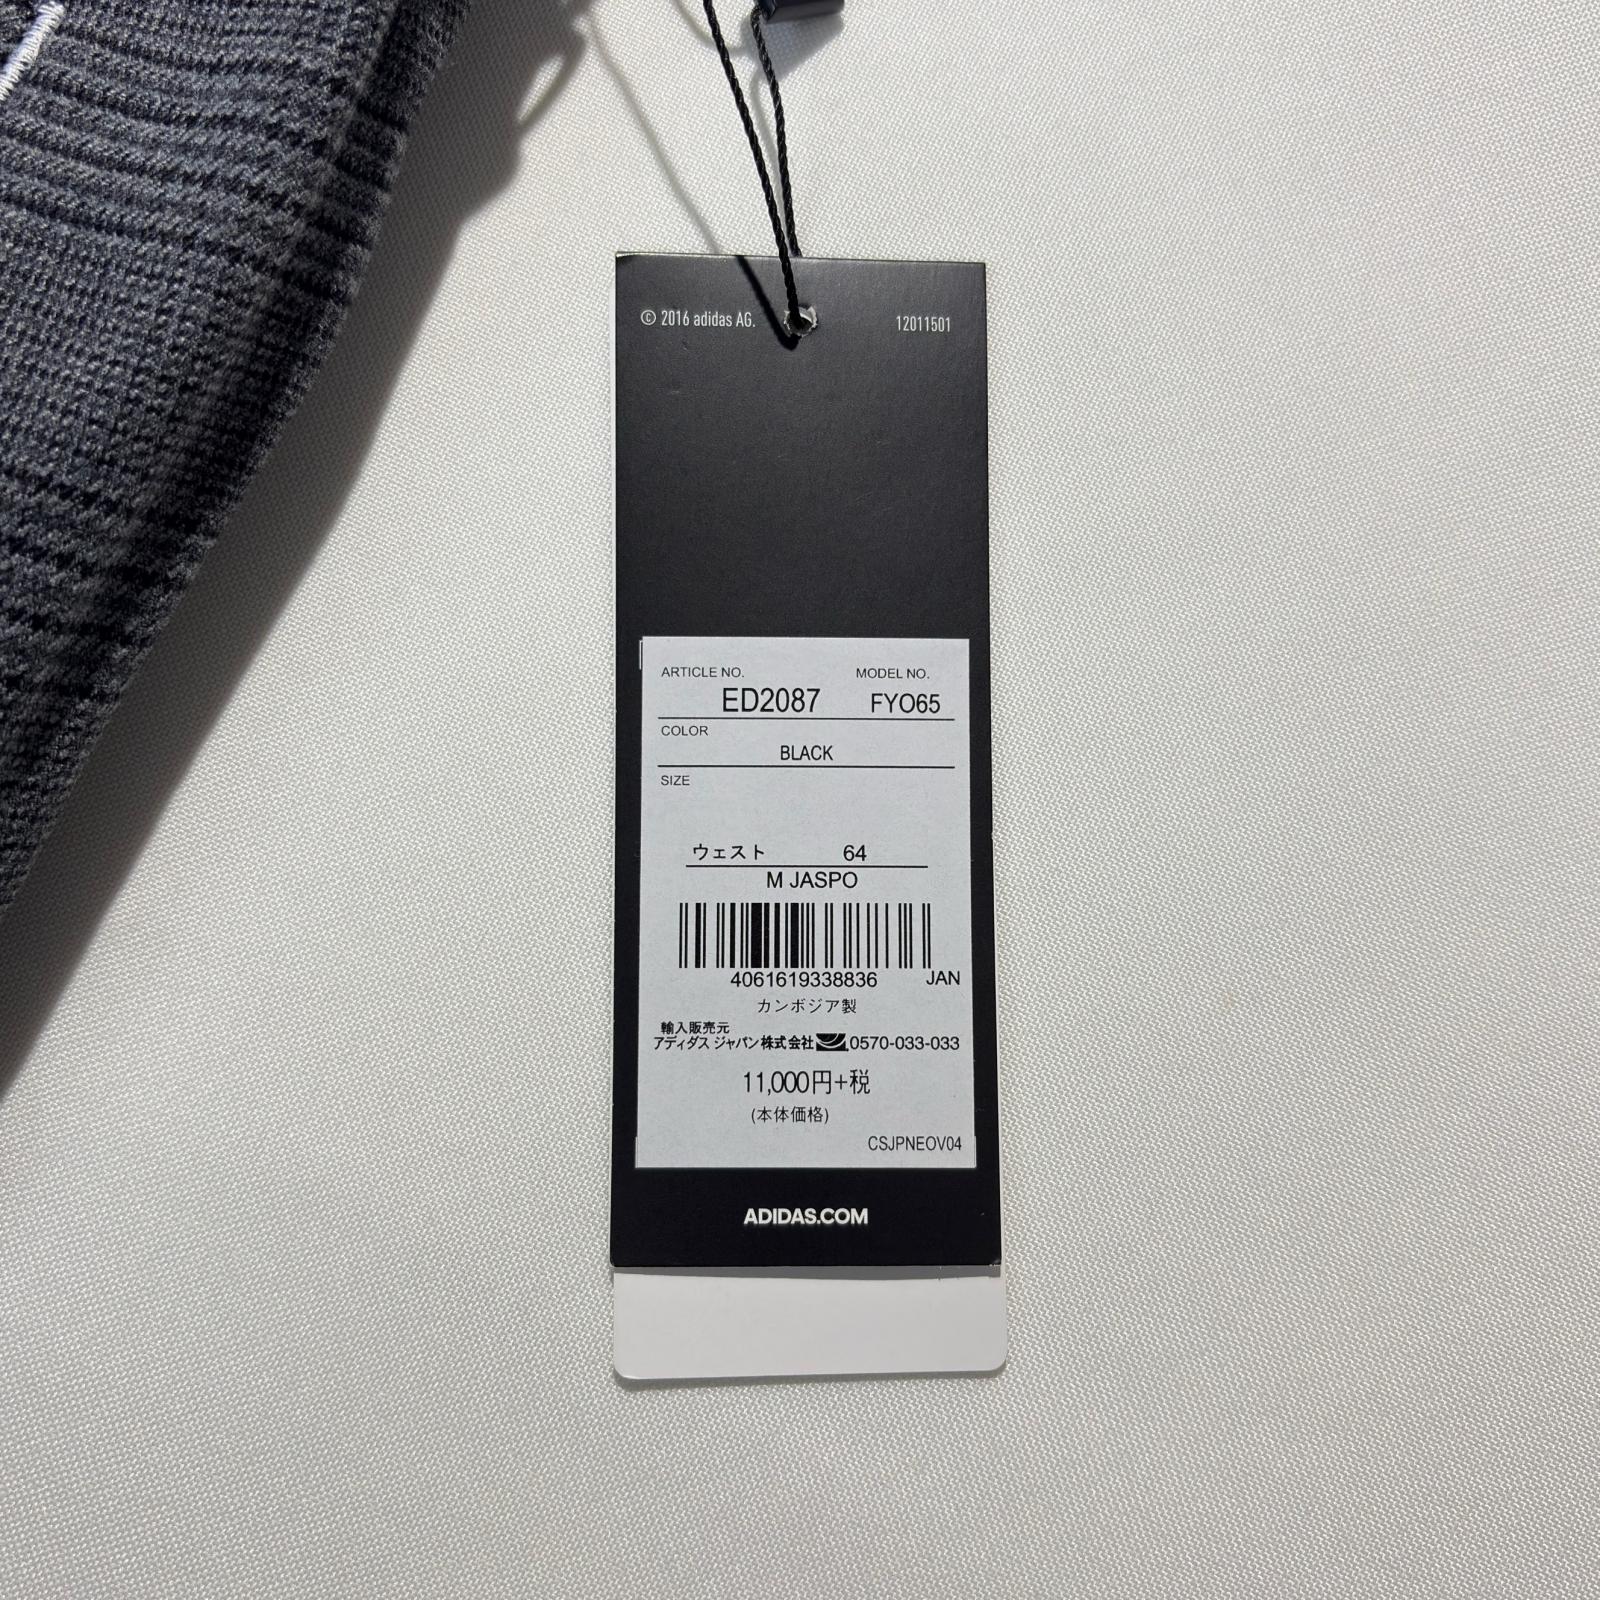 © 2016 adidas AG. 12011501
ARTICLE NO. MODEL NO.
ED2087 FYO65
COLOR
BLACK
SIZE
ウェスト 64
M JASPO
4061619338836 JAN
カンボジア製
輸入販売元
アディダス ジャパン株式会社 0570-033-033
11,000円+税
(本体価格)
CSJPNEOV04
ADIDAS.COM